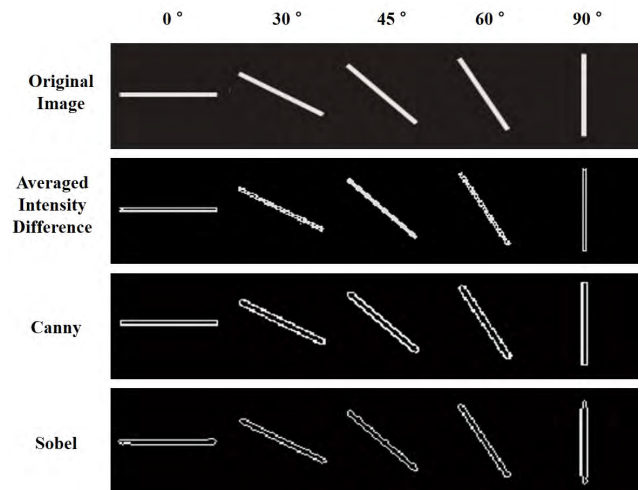 0 ° 30 ° 45 ° 60 ° 90 °
Original
Image
Averaged
Intensity
Difference
Canny
Sobel